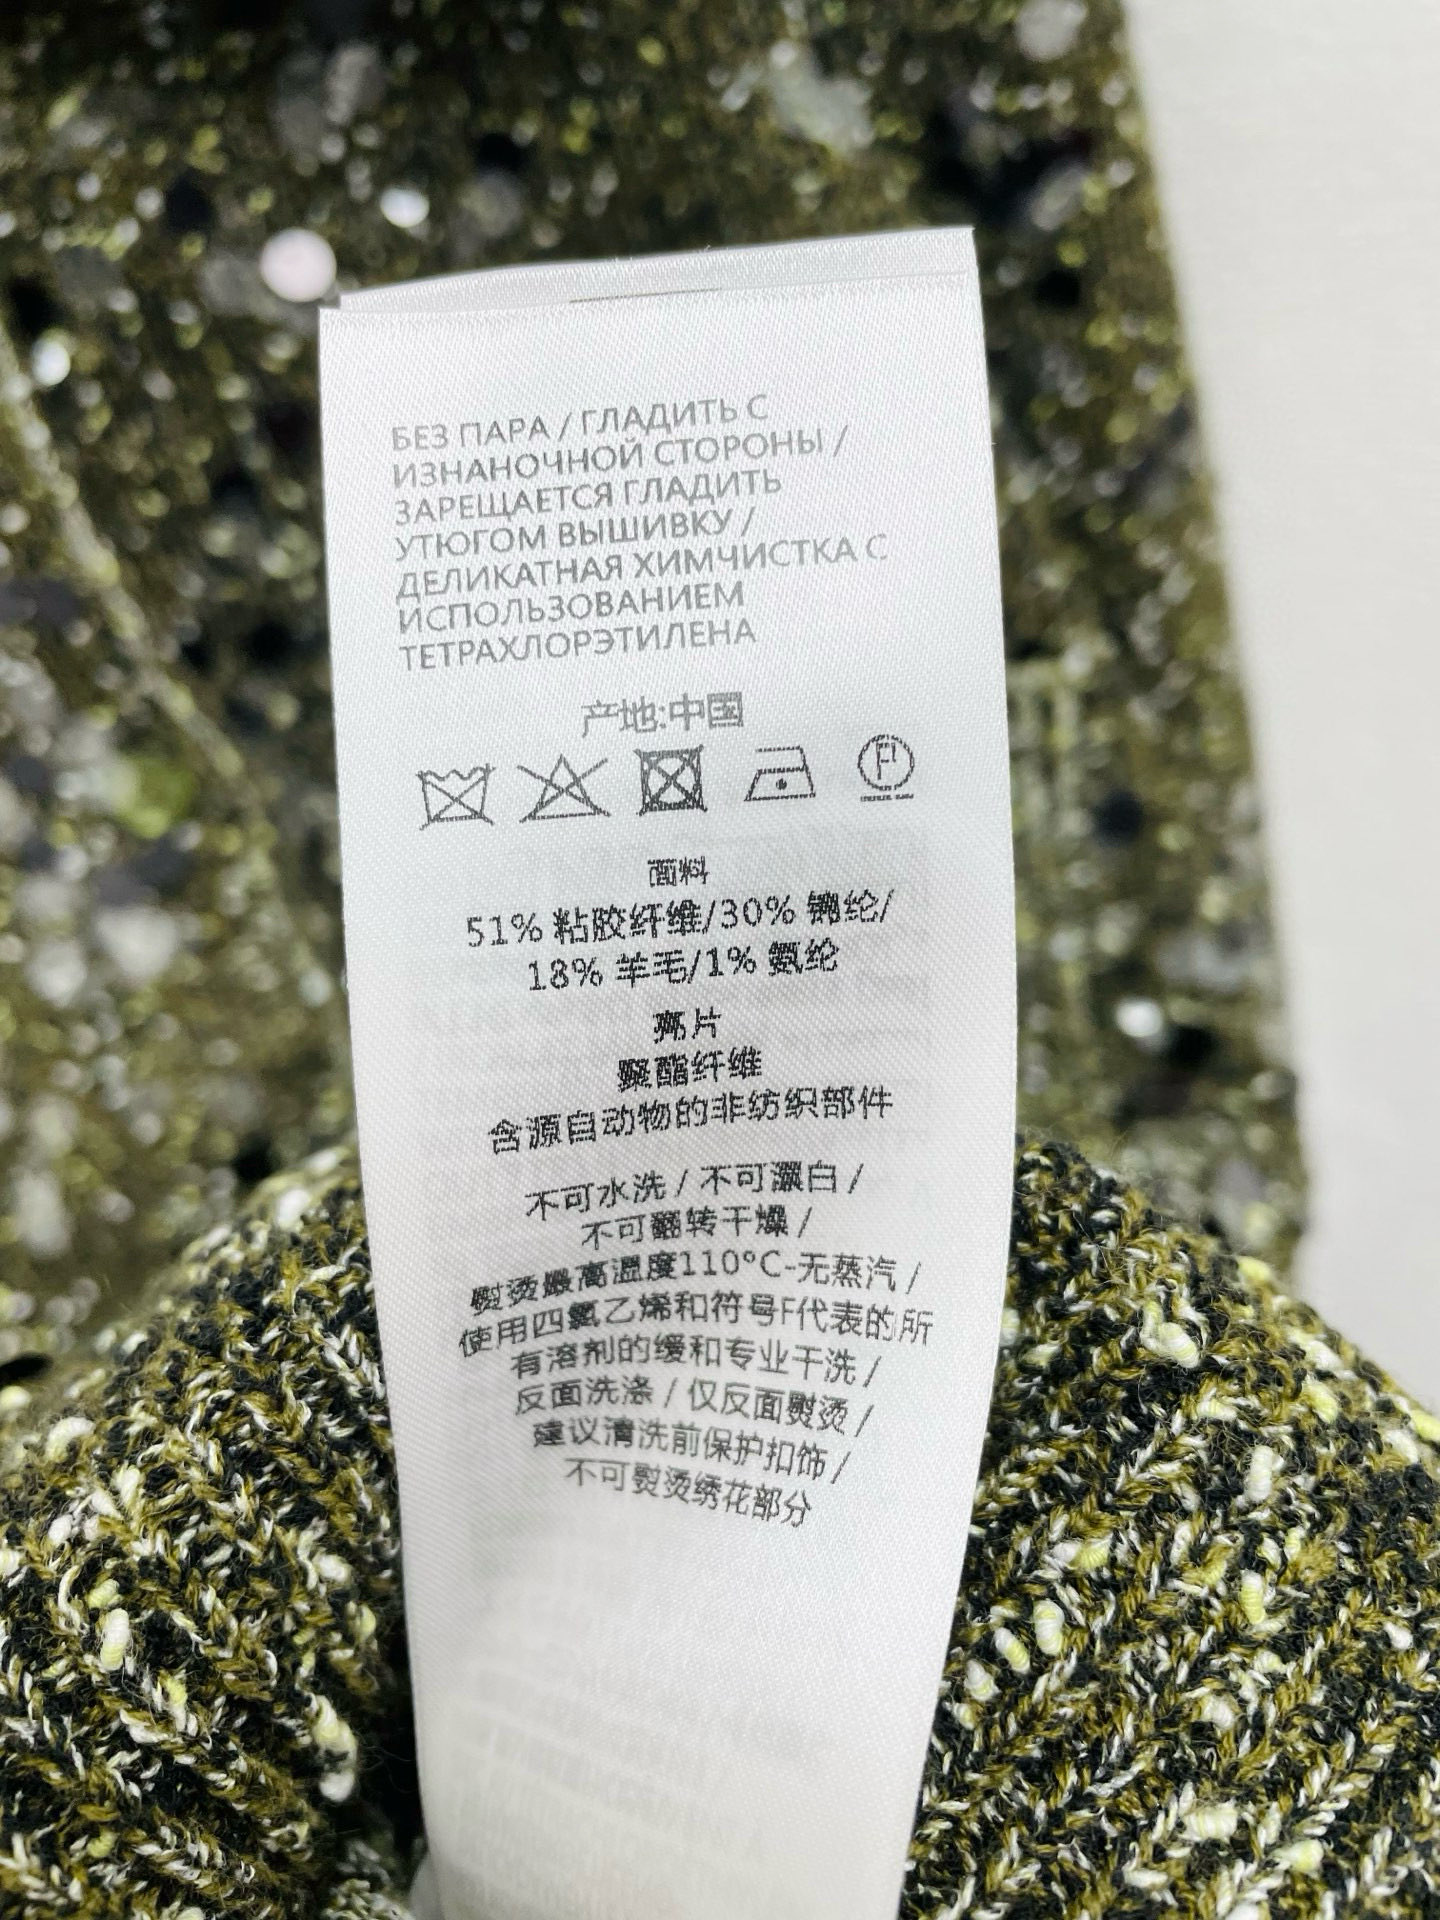 БЕЗ ПАРА / ГЛАДИТЬ С
ИЗНАНОЧНОЙ СТОРОНЫ /
ЗАРЕЩАЕТСЯ ГЛАДИТЬ
УТЮГОМ ВЫШИВКУ /
ДЕЛИКАТНАЯ ХИМЧИСТКА С
ИСПОЛЬЗОВАНИЕМ
ТЕТРАХЛОРЭТИЛЕНА
产地:中国
F
面料
51% 粘胶纤维/30% 锦纶/
18% 羊毛/1% 氨纶
亮片
聚酯纤维
含源自动物的非纺织部件
不可水洗 / 不可漂白 /
不可翻转干燥 /
熨烫最高温度110°C-无蒸汽 /
使用四氯乙烯和符号F代表的所
有溶剂的缓和专业干洗 /
反面洗涤 / 仅反面熨烫 /
建议清洗前保护扣饰 /
不可熨烫绣花部分